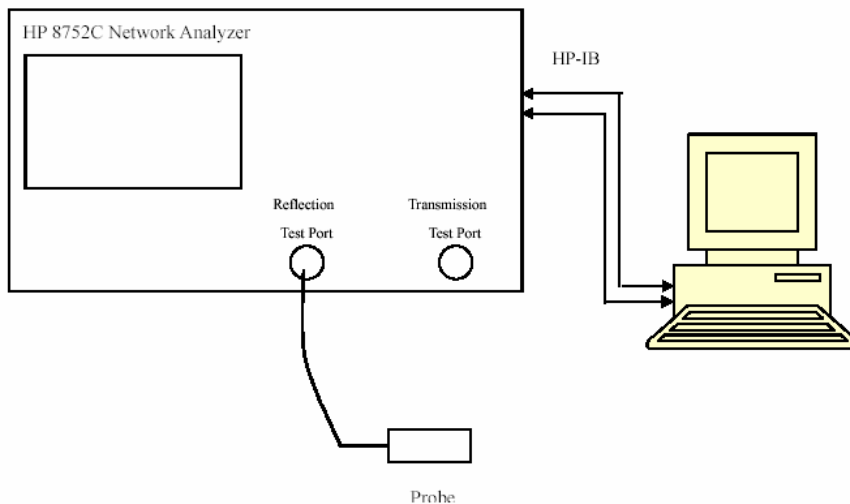 HP 8752C Network Analyzer
HP-IB
Reflection
Test Port
Transmission
Test Port
Probe